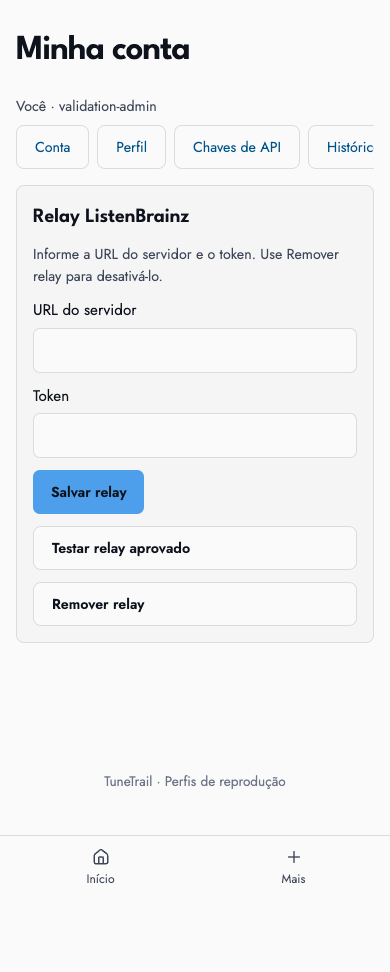 Minha conta
Você · validation-admin
Conta
Perfil
Chaves de API
Históric
Relay ListenBrainz
Informe a URL do servidor e o token. Use Remover
relay para desativá-lo.
URL do servidor
Token
Salvar relay
Testar relay aprovado
Remover relay
TuneTrail · Perfis de reprodução
Início
Mais